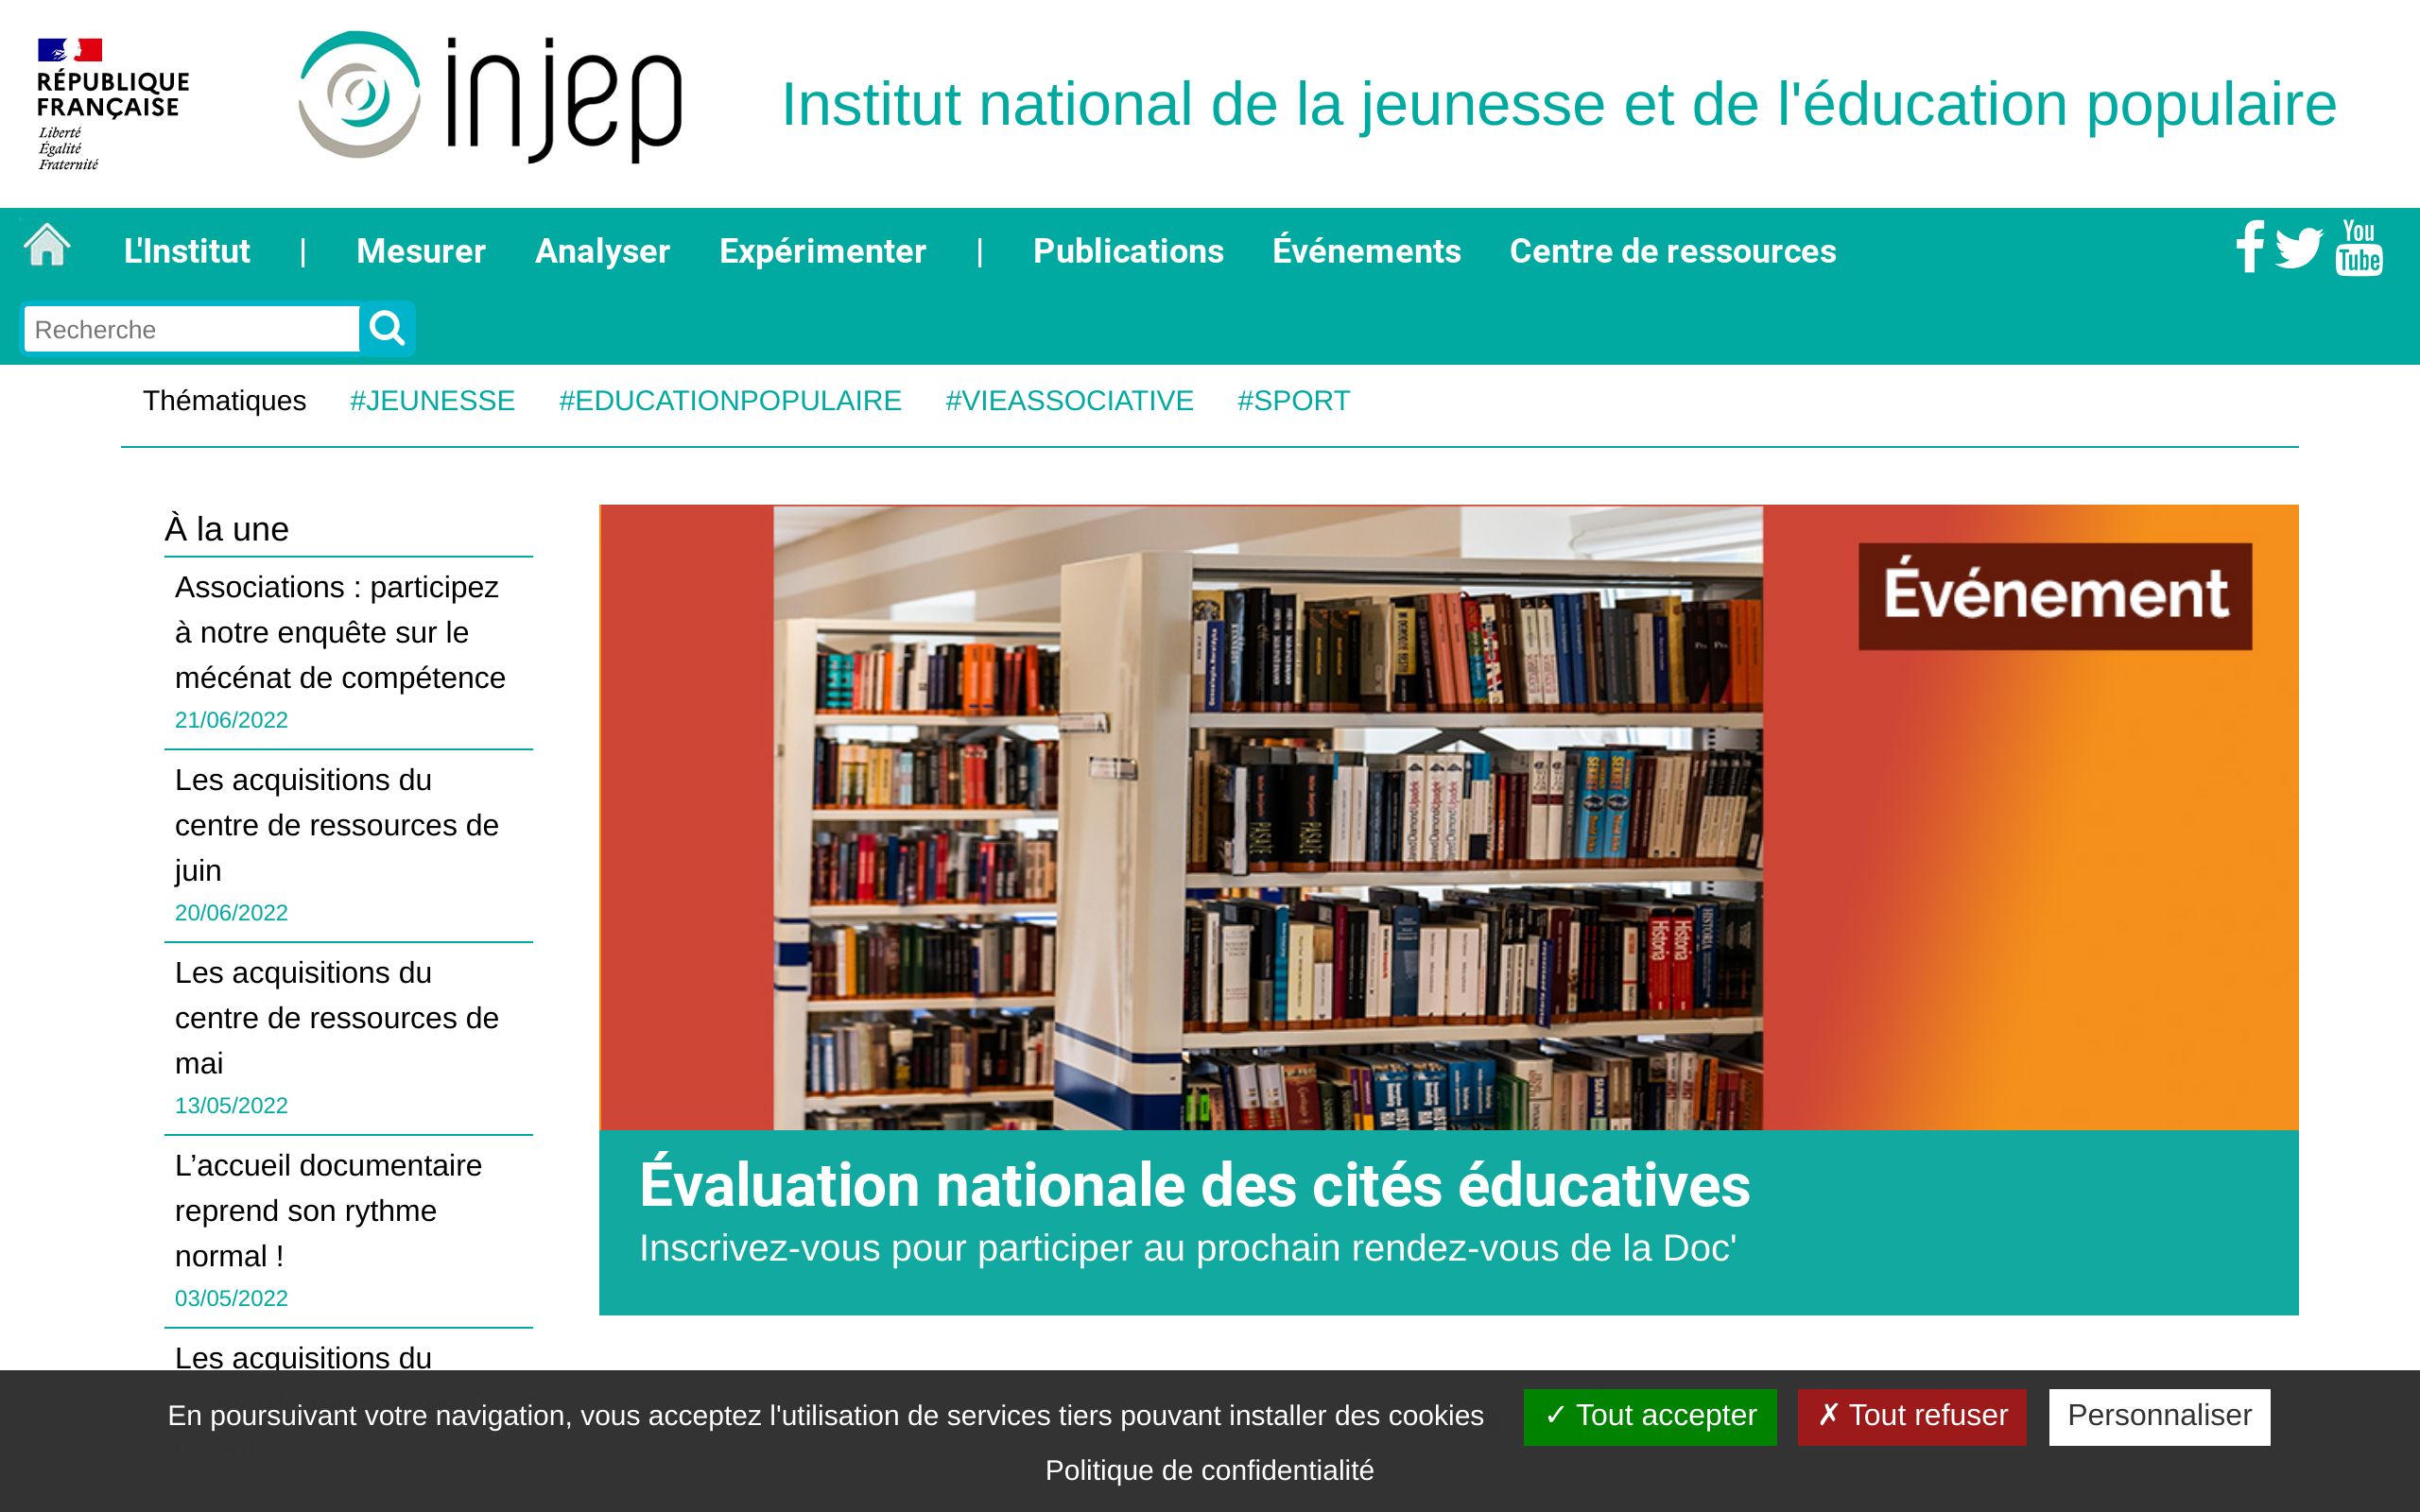 RÉPUBLIQUE
FRANÇAISE
Liberté
Égalité
Fraternité
injep
Institut national de la jeunesse et de l'éducation populaire
L'Institut | Mesurer Analyser Expérimenter | Publications Événements Centre de ressources
You
Tube
Recherche
Thématiques #JEUNESSE #EDUCATIONPOPULAIRE #VIEASSOCIATIVE #SPORT
À la une
Associations : participez
à notre enquête sur le
mécénat de compétence
21/06/2022
Les acquisitions du
centre de ressources de
juin
20/06/2022
Les acquisitions du
centre de ressources de
mai
13/05/2022
L’accueil documentaire
reprend son rythme
normal !
03/05/2022
Les acquisitions du
Événement
Évaluation nationale des cités éducatives
Inscrivez-vous pour participer au prochain rendez-vous de la Doc'
En poursuivant votre navigation, vous acceptez l'utilisation de services tiers pouvant installer des cookies
✓ Tout accepter
✗ Tout refuser
Personnaliser
Politique de confidentialité